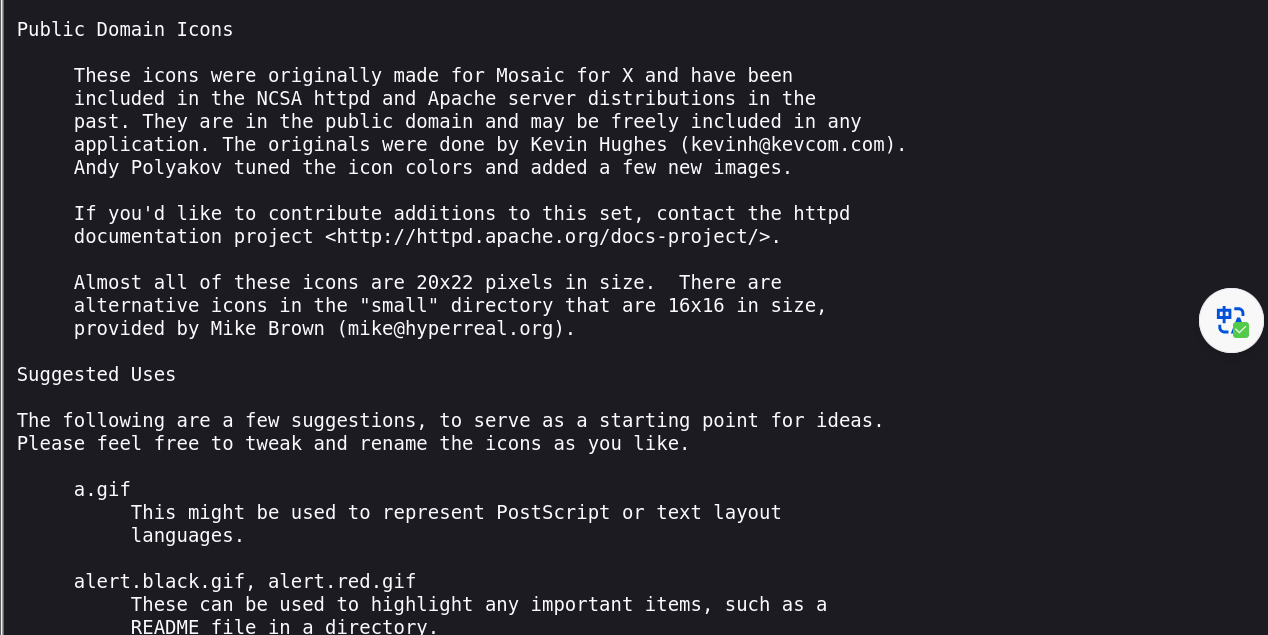 Public Domain Icons
These icons were originally made for Mosaic for X and have been
included in the NCSA httpd and Apache server distributions in the
past. They are in the public domain and may be freely included in any
application. The originals were done by Kevin Hughes (kevinh@kevcom.com).
Andy Polyakov tuned the icon colors and added a few new images.
If you'd like to contribute additions to this set, contact the httpd
documentation project <http://httpd.apache.org/docs-project/>.
Almost all of these icons are 20x22 pixels in size.  There are
alternative icons in the "small" directory that are 16x16 in size,
provided by Mike Brown (mike@hyperreal.org).
Suggested Uses
The following are a few suggestions, to serve as a starting point for ideas.
Please feel free to tweak and rename the icons as you like.
a.gif
This might be used to represent PostScript or text layout
languages.
alert.black.gif, alert.red.gif
These can be used to highlight any important items, such as a
README file in a directory.